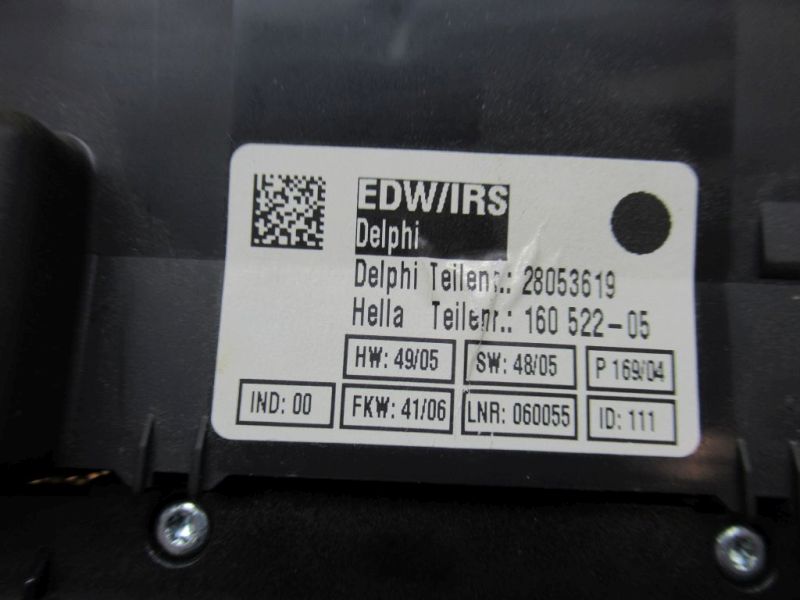 EDW/IRS
Delphi
Delphi Teilenr.: 28053619
Hella Teilenr.: 160 522-05
HW: 49/05 SW: 48/05 P 169/04
IND: 00 FKW: 41/06 LNR: 060055 ID: 111